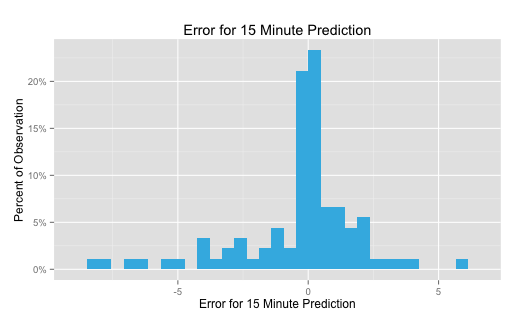 Error for 15 Minute Prediction
Percent of Observation
20%
15%
10%
5%
0%
-5
0
5
Error for 15 Minute Prediction